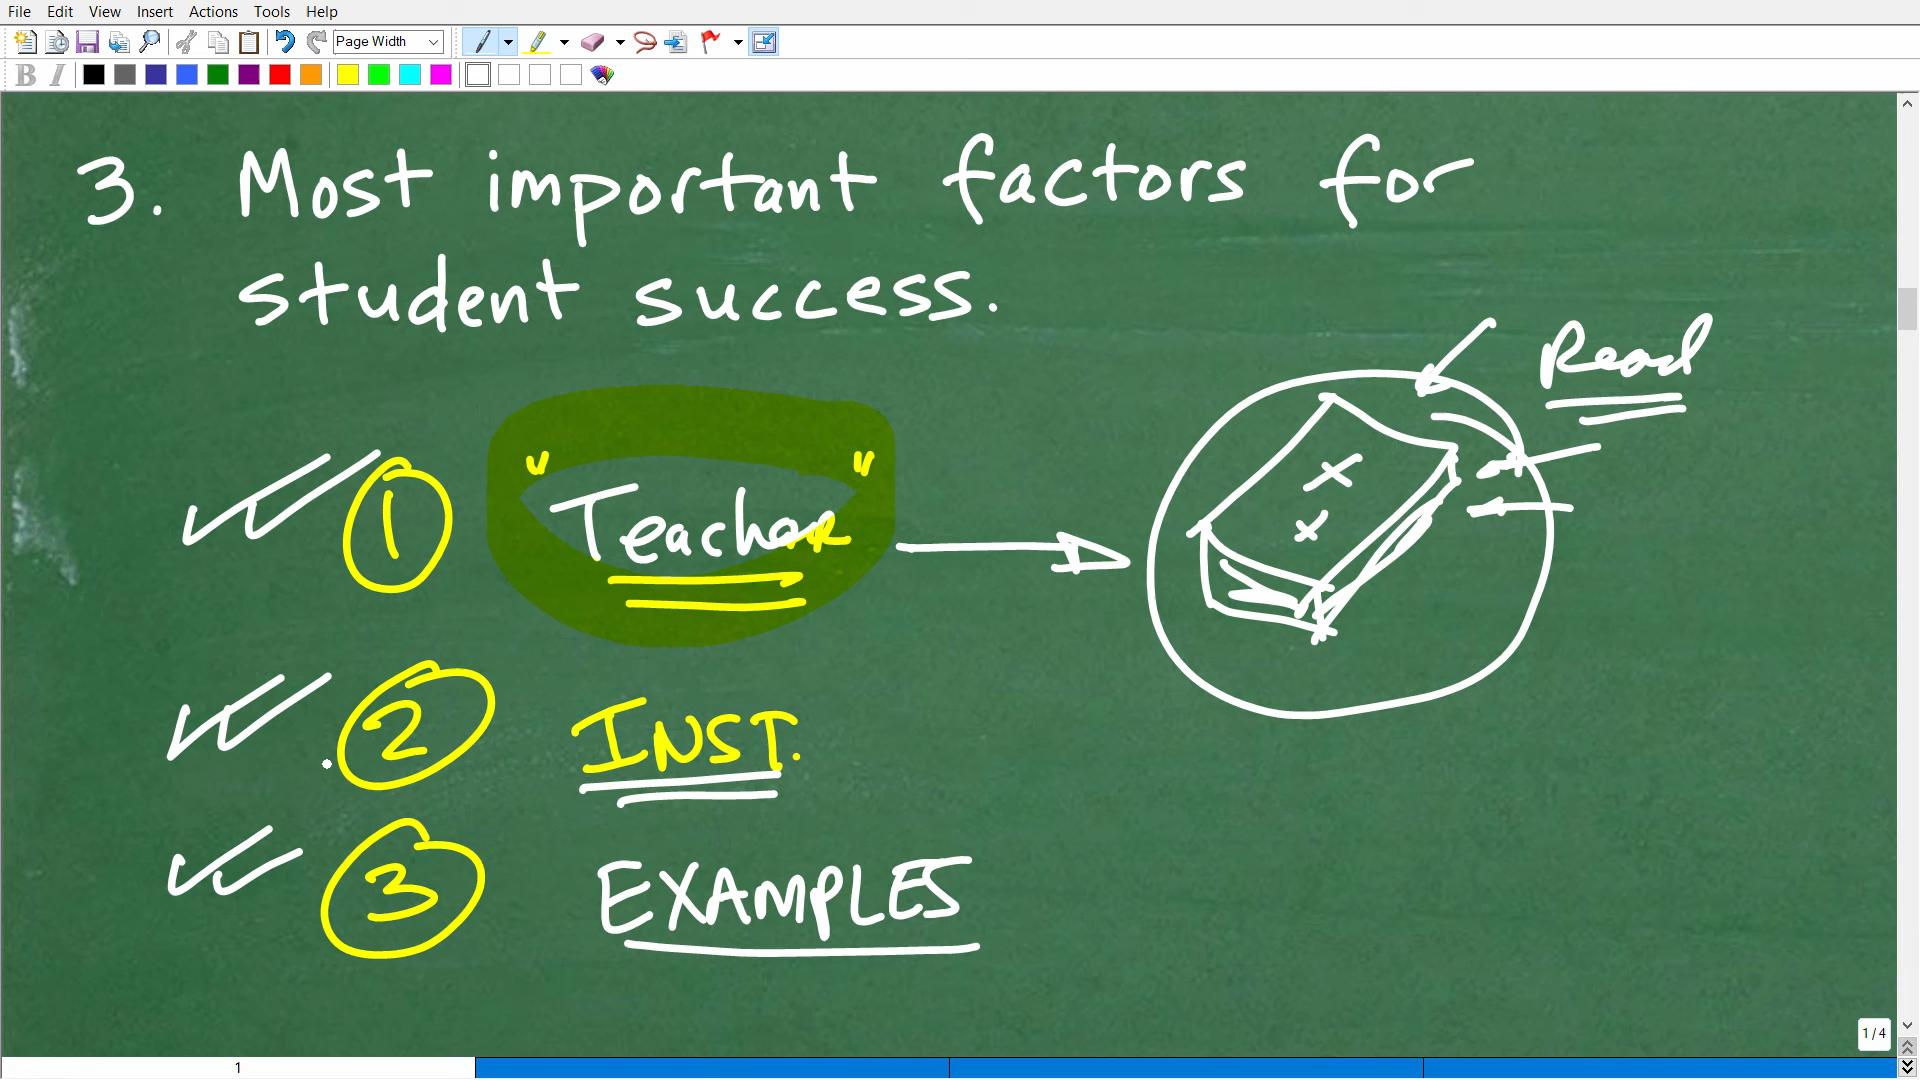 File Edit View Insert Actions Tools Help
Page Width
B I
3. Most important factors for
student success.
Read
1 "Teacher"
2 INST.
3 EXAMPLES
1 / 4
1